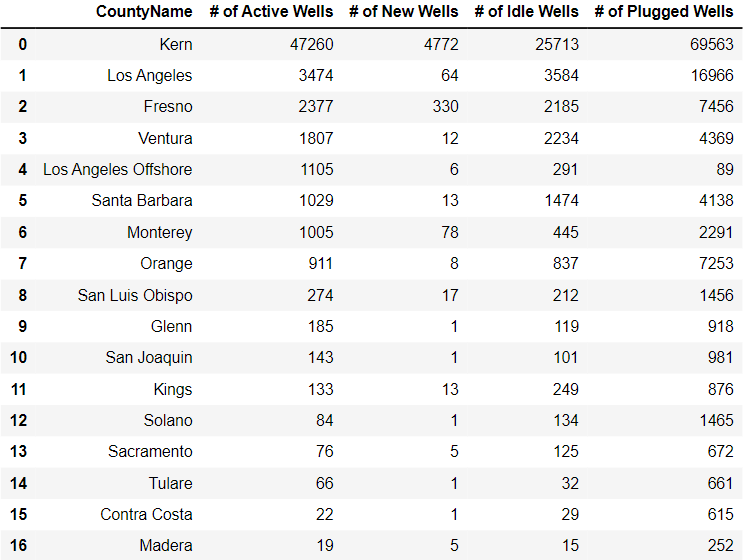 CountyName # of Active Wells # of New Wells # of Idle Wells # of Plugged Wells
0 Kern 47260 4772 25713 69563
1 Los Angeles 3474 64 3584 16966
2 Fresno 2377 330 2185 7456
3 Ventura 1807 12 2234 4369
4 Los Angeles Offshore 1105 6 291 89
5 Santa Barbara 1029 13 1474 4138
6 Monterey 1005 78 445 2291
7 Orange 911 8 837 7253
8 San Luis Obispo 274 17 212 1456
9 Glenn 185 1 119 918
10 San Joaquin 143 1 101 981
11 Kings 133 13 249 876
12 Solano 84 1 134 1465
13 Sacramento 76 5 125 672
14 Tulare 66 1 32 661
15 Contra Costa 22 1 29 615
16 Madera 19 5 15 252